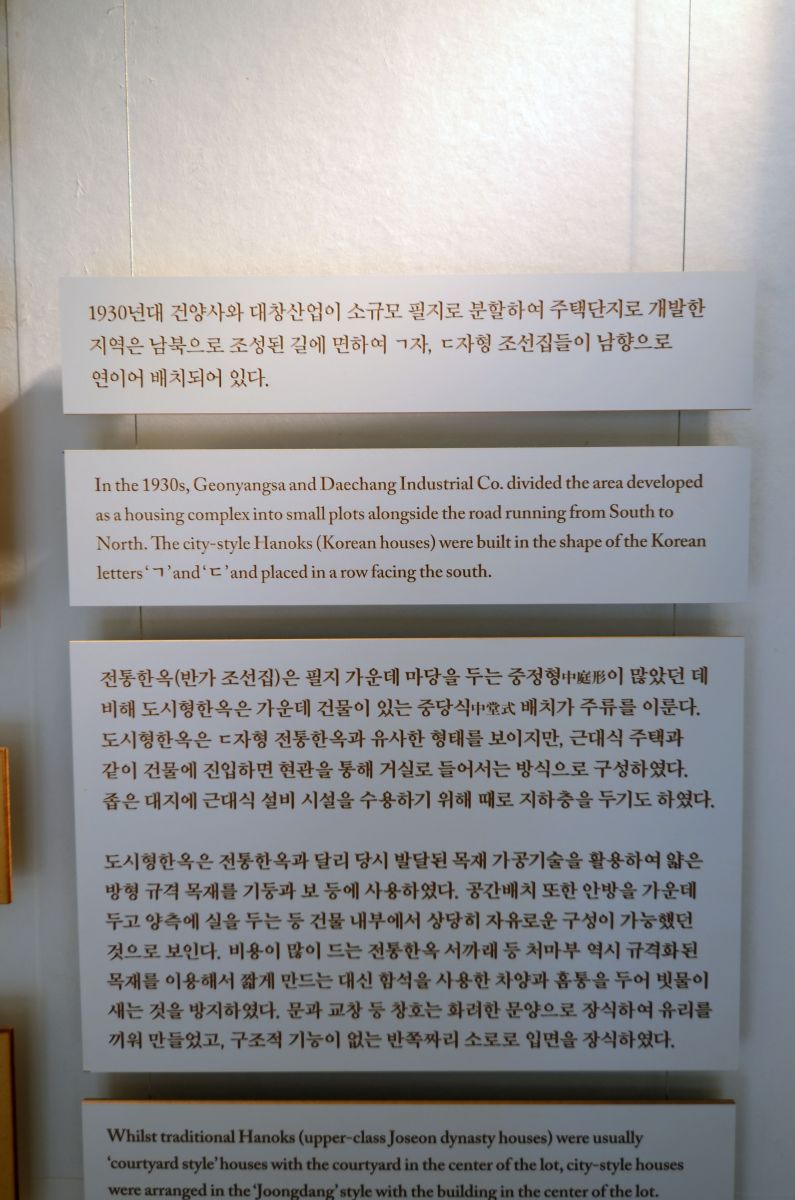 1930년대 건양사와 대창산업이 소규모 필지로 분할하여 주택단지로 개발한
지역은 남북으로 조성된 길에 면하여 ㄱ자, ㄷ자형 조선집들이 남향으로
연이어 배치되어 있다.
In the 1930s, Geonyangsa and Daechang Industrial Co. divided the area developed
as a housing complex into small plots alongside the road running from South to
North. The city-style Hanoks (Korean houses) were built in the shape of the Korean
letters ‘ㄱ’ and ‘ㄷ’ and placed in a row facing the south.
전통한옥(반가 조선집)은 필지 가운데 마당을 두는 중정형中庭形이 많았던 데
비해 도시형한옥은 가운데 건물이 있는 중당식中堂式 배치가 주류를 이룬다.
도시형한옥은 ㄷ자형 전통한옥과 유사한 형태를 보이지만, 근대식 주택과
같이 건물에 진입하면 현관을 통해 거실로 들어서는 방식으로 구성하였다.
좁은 대지에 근대식 설비 시설을 수용하기 위해 때로 지하층을 두기도 하였다.
도시형한옥은 전통한옥과 달리 당시 발달된 목재 가공기술을 활용하여 얇은
방형 규격 목재를 기둥과 보 등에 사용하였다. 공간배치 또한 안방을 가운데
두고 양측에 실을 두는 등 건물 내부에서 상당히 자유로운 구성이 가능했던
것으로 보인다. 비용이 많이 드는 전통한옥 서까래 등 처마부 역시 규격화된
목재를 이용해서 짧게 만드는 대신 함석을 사용한 차양과 홈통을 두어 빗물이
새는 것을 방지하였다. 문과 교창 등 창호는 화려한 문양으로 장식하여 유리를
끼워 만들었고, 구조적 기능이 없는 반쪽짜리 소로로 입면을 장식하였다.
Whilst traditional Hanoks (upper-class Joseon dynasty houses) were usually
‘courtyard style’ houses with the courtyard in the center of the lot, city-style houses
were arranged in the ‘Joongdang’ style with the building in the center of the lot.